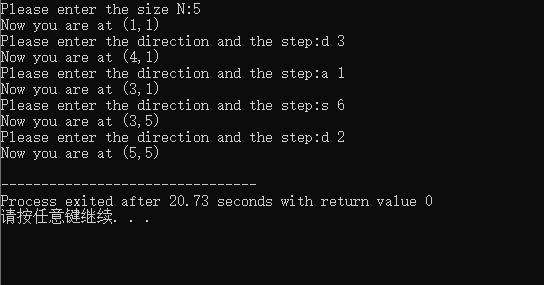 Please enter the size N:5
Now you are at (1,1)
Please enter the direction and the step:d 3
Now you are at (4,1)
Please enter the direction and the step:a 1
Now you are at (3,1)
Please enter the direction and the step:s 6
Now you are at (3,5)
Please enter the direction and the step:d 2
Now you are at (5,5)
--------------------------------
Process exited after 20.73 seconds with return value 0
请按任意键继续. . .